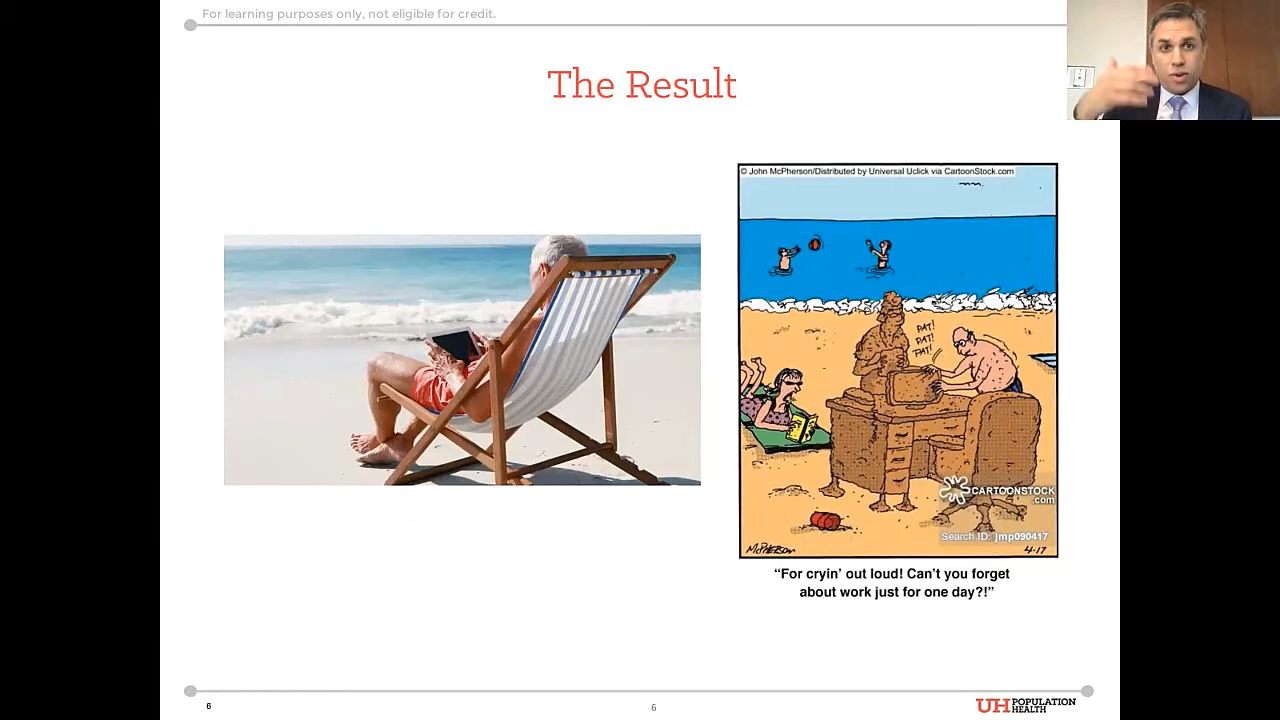 For learning purposes only, not eligible for credit.
The Result
© John McPherson/Distributed by Universal Uclick via CartoonStock.com
PAT!
PAT!
PAT!
CARTOONSTOCK
.com
Search ID: jmp090417
McPHERSON
4-17
“For cryin’ out loud! Can’t you forget
about work just for one day?!”
6
6
UH POPULATION
HEALTH